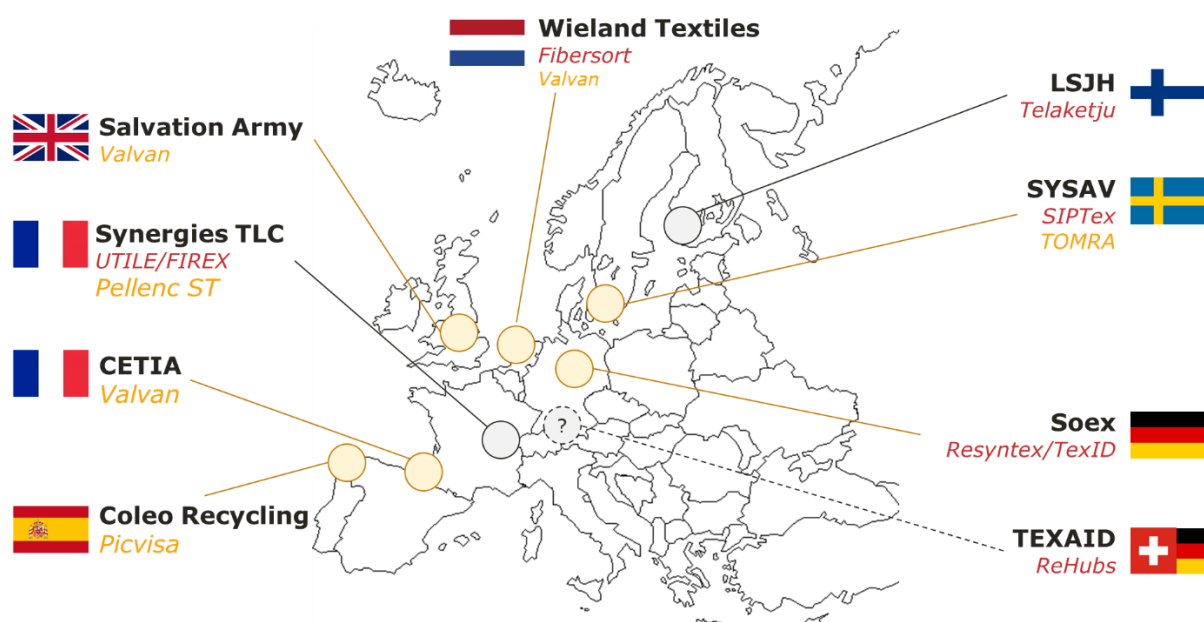 Wieland Textiles
Fibersort
Valvan
Salvation Army
Valvan
Synergies TLC
UTILE/FIREX
Pellenc ST
CETIA
Valvan
Coleo Recycling
Picvisa
LSJH
Telaketju
SYSAV
SIPTex
TOMRA
?
Soex
Resyntex/TexID
TEXAID
ReHubs